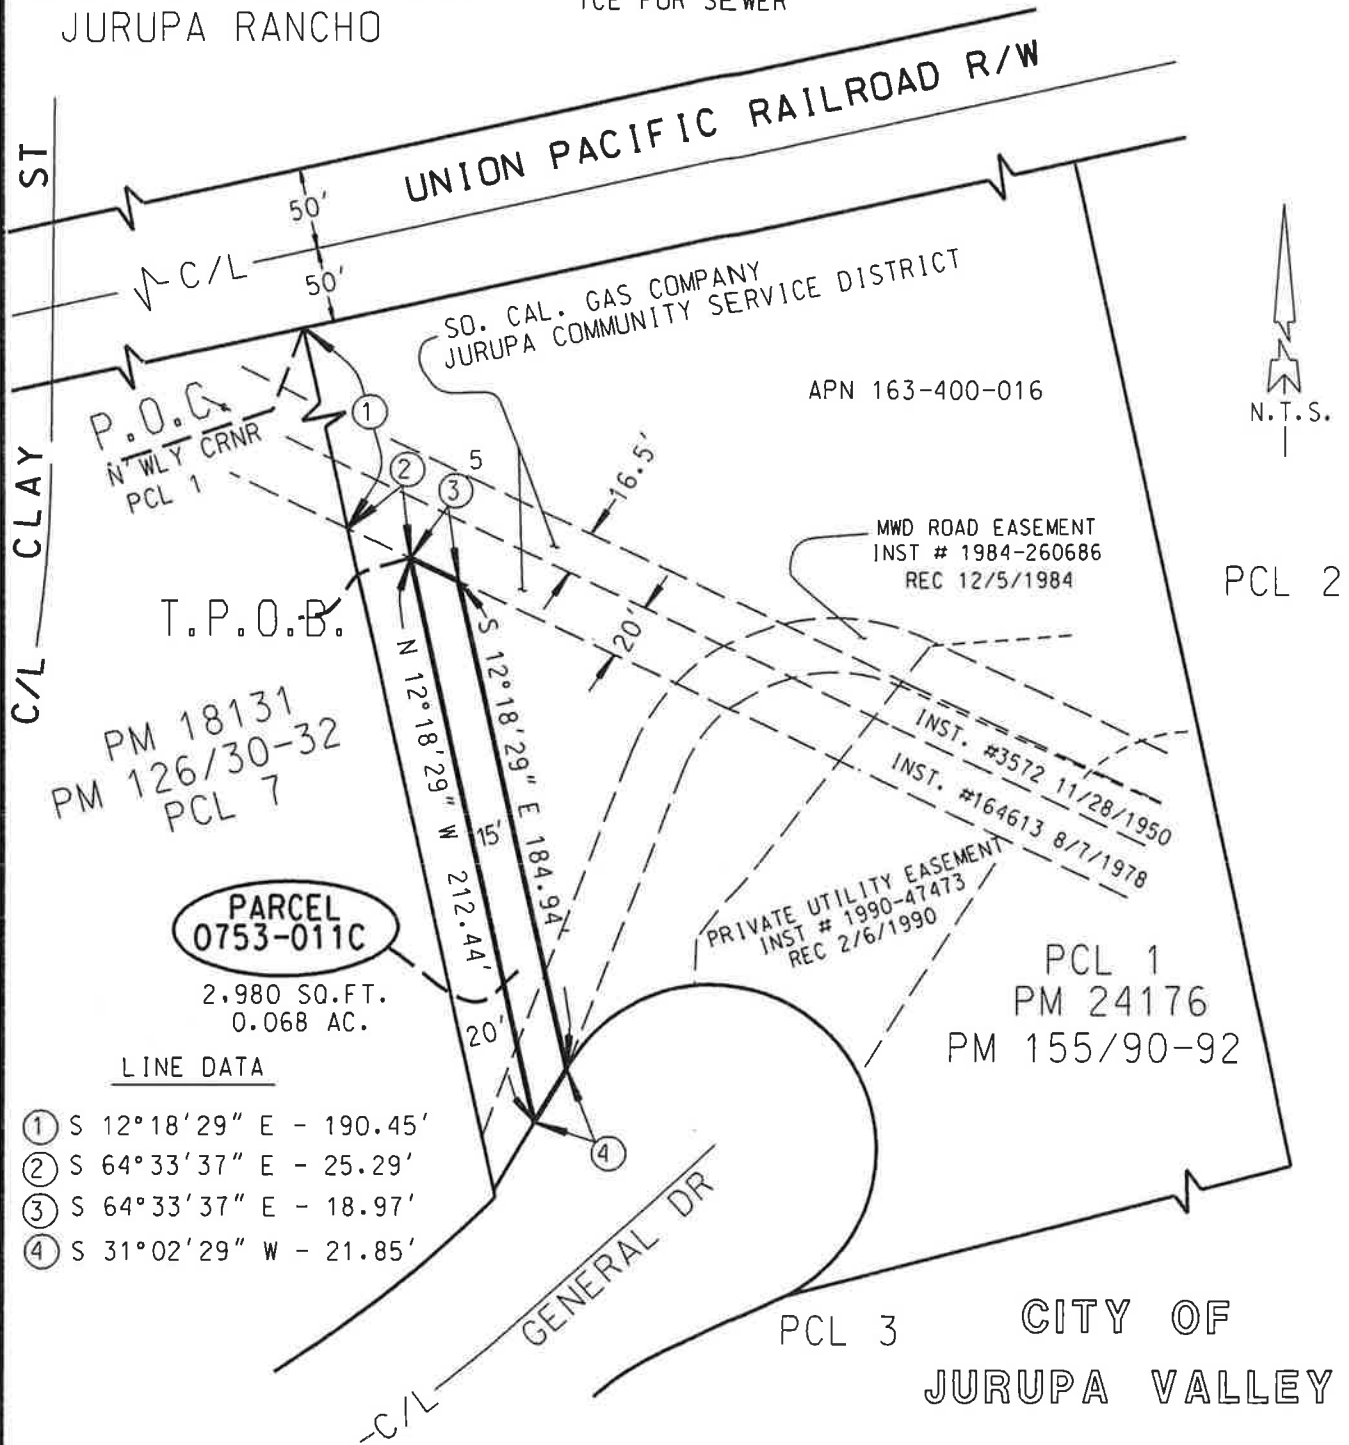 JURUPA RANCHO
TCE FOR SEWER
UNION PACIFIC RAILROAD R/W
C/L CLAY ST
50'
C/L
50'
SO. CAL. GAS COMPANY
JURUPA COMMUNITY SERVICE DISTRICT
APN 163-400-016
N.T.S.
P.O.C.
N'WLY CRNR
PCL 1
1
2
3
5
16.5'
MWD ROAD EASEMENT
INST # 1984-260686
REC 12/5/1984
PCL 2
T.P.O.B.
20'
N 12°18'29" W 212.44'
S 12°18'29" E 184.94'
15'
PM 18131
PM 126/30-32
PCL 7
INST. #3572 11/28/1950
INST. #164613 8/7/1978
PRIVATE UTILITY EASEMENT
INST # 1990-47473
REC 2/6/1990
PARCEL
0753-011C
2,980 SQ.FT.
0.068 AC.
20'
PCL 1
PM 24176
PM 155/90-92
LINE DATA
1 S 12°18'29" E - 190.45'
2 S 64°33'37" E - 25.29'
3 S 64°33'37" E - 18.97'
4 S 31°02'29" W - 21.85'
4
C/L GENERAL DR
PCL 3
CITY OF
JURUPA VALLEY